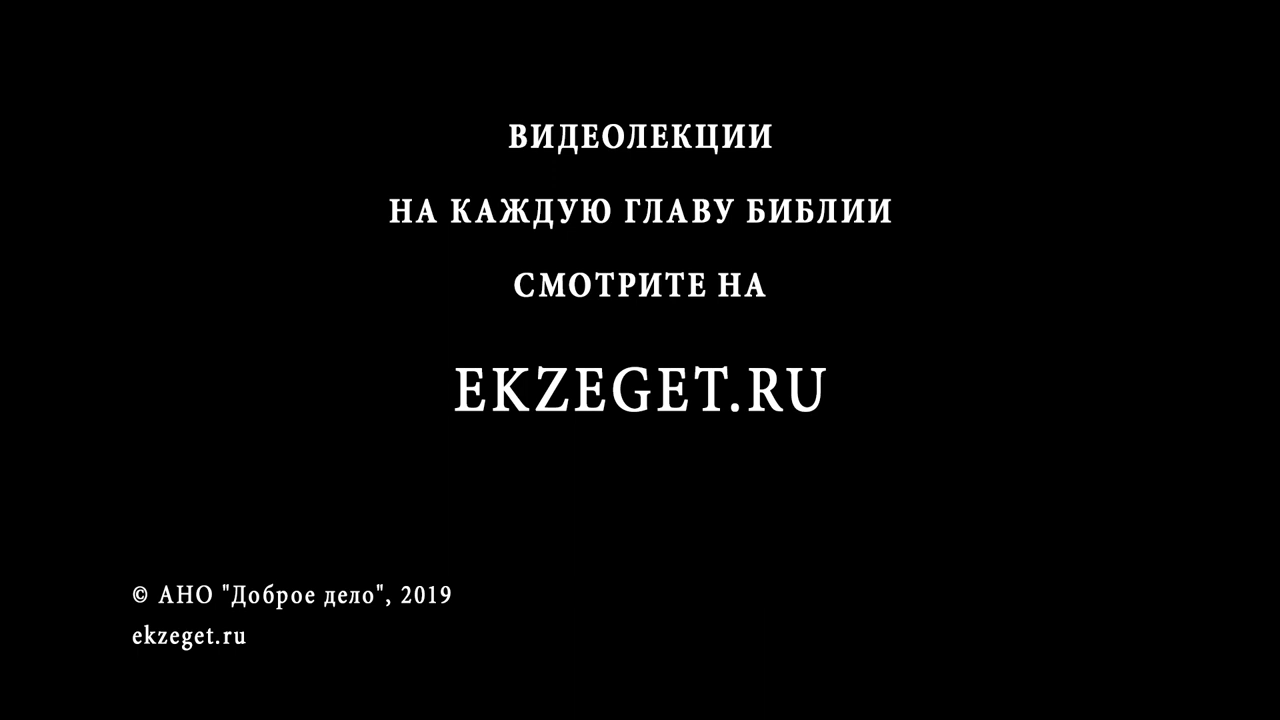 ВИДЕОЛЕКЦИИ
НА КАЖДУЮ ГЛАВУ БИБЛИИ
СМОТРИТЕ НА
EKZEGET.RU
© АНО "Доброе дело", 2019
ekzeget.ru